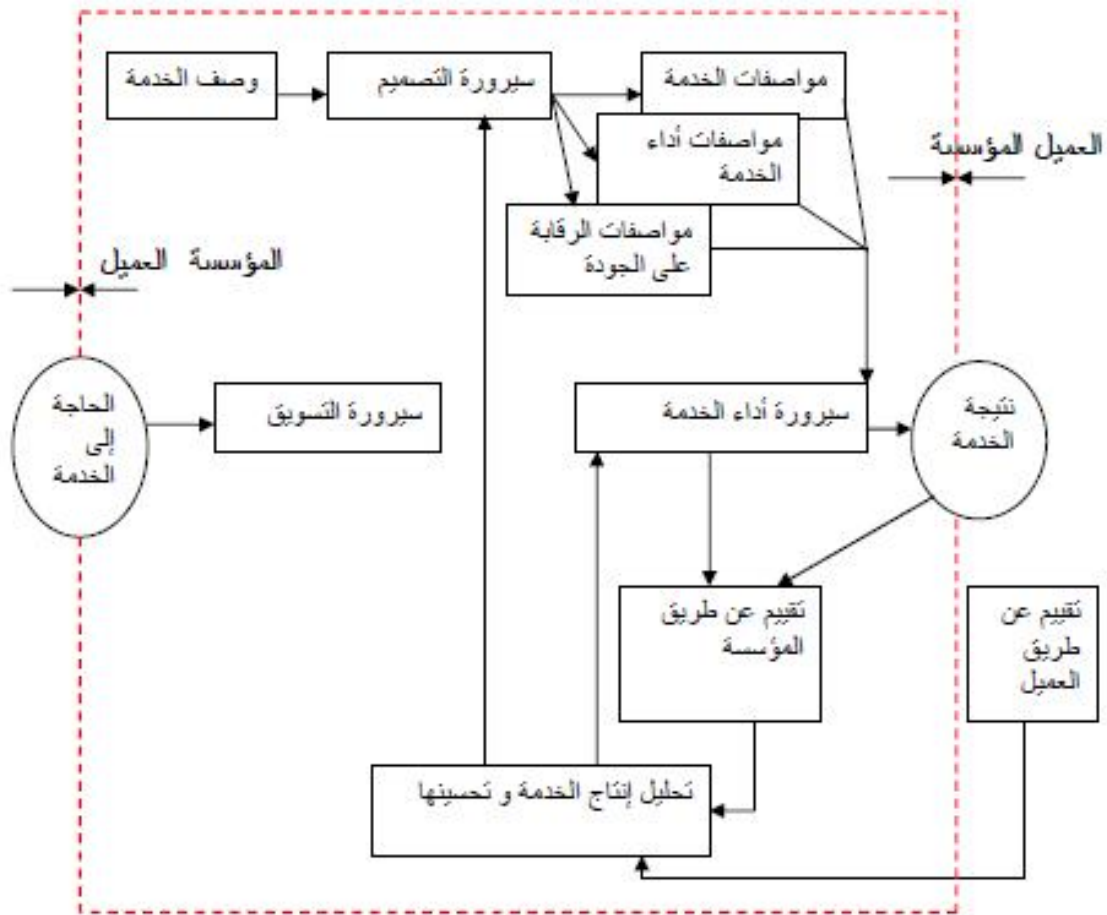 وصف الخدمة
سيرورة التصميم
مواصفات الخدمة
مواصفات أداء
الخدمة
مواصفات الرقابة
على الجودة
العميل المؤسسة
المؤسسة العميل
الحاجة
إلى
الخدمة
سيرورة التسويق
سيرورة أداء الخدمة
نتيجة
الخدمة
تقييم عن طريق
المؤسسة
تقييم عن
طريق
العميل
تحليل إنتاج الخدمة و تحسينها